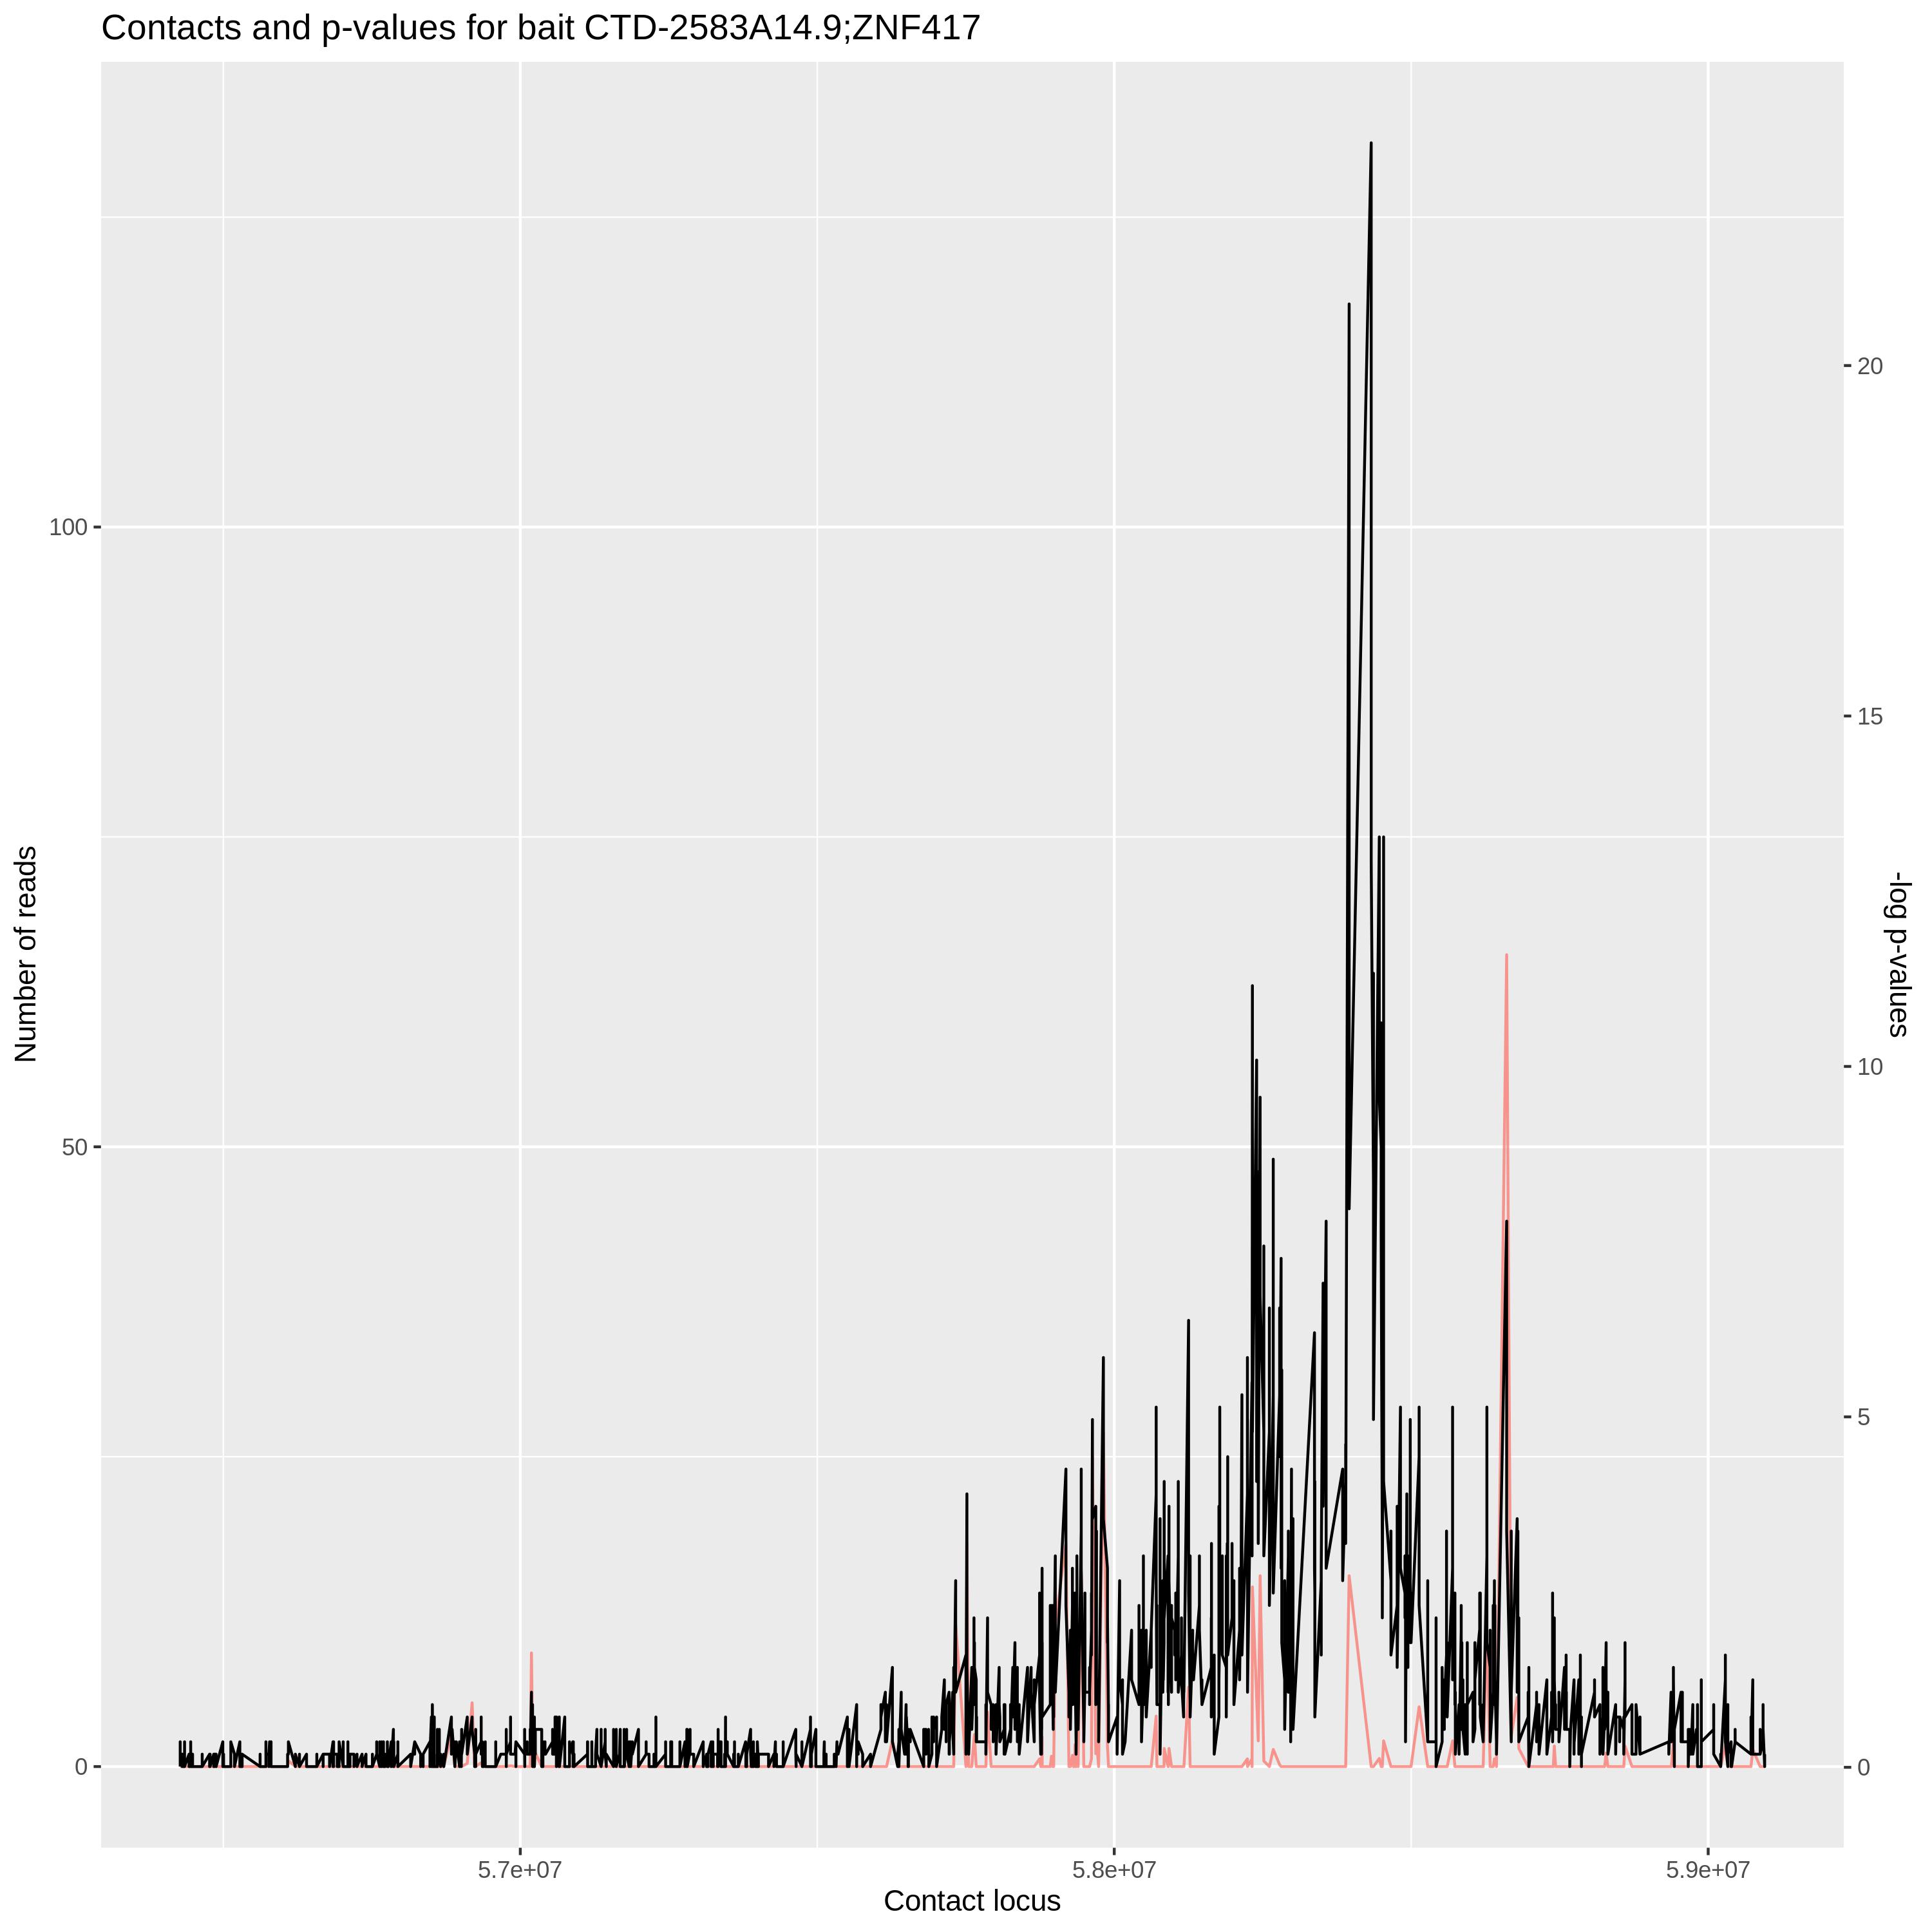 Contacts and p-values for bait CTD-2583A14.9;ZNF417
Number of reads
100
50
0
20
15
10
5
0
-log p-values
5.7e+07
5.8e+07
5.9e+07
Contact locus